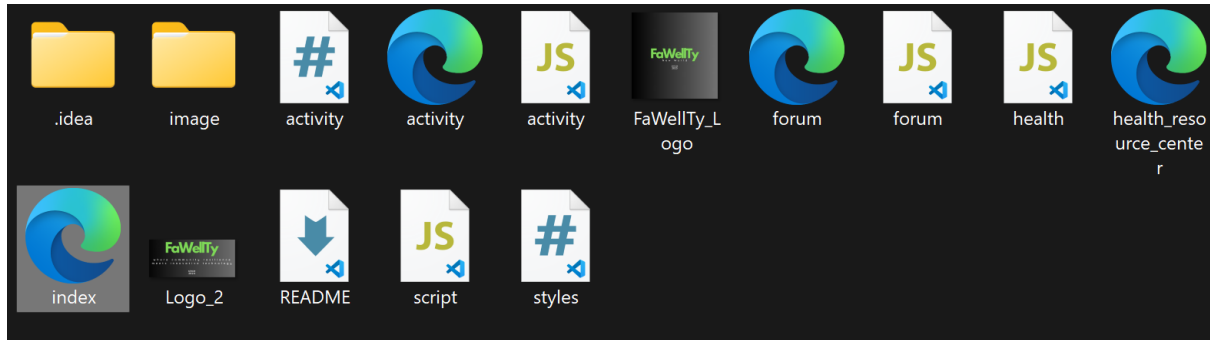 #
JS
FaWellTy
JS
JS
.idea
image
activity
activity
activity
FaWellTy_L
ogo
forum
forum
health
health_reso
urce_cente
r
FaWellTy
JS
#
index
Logo_2
README
script
styles